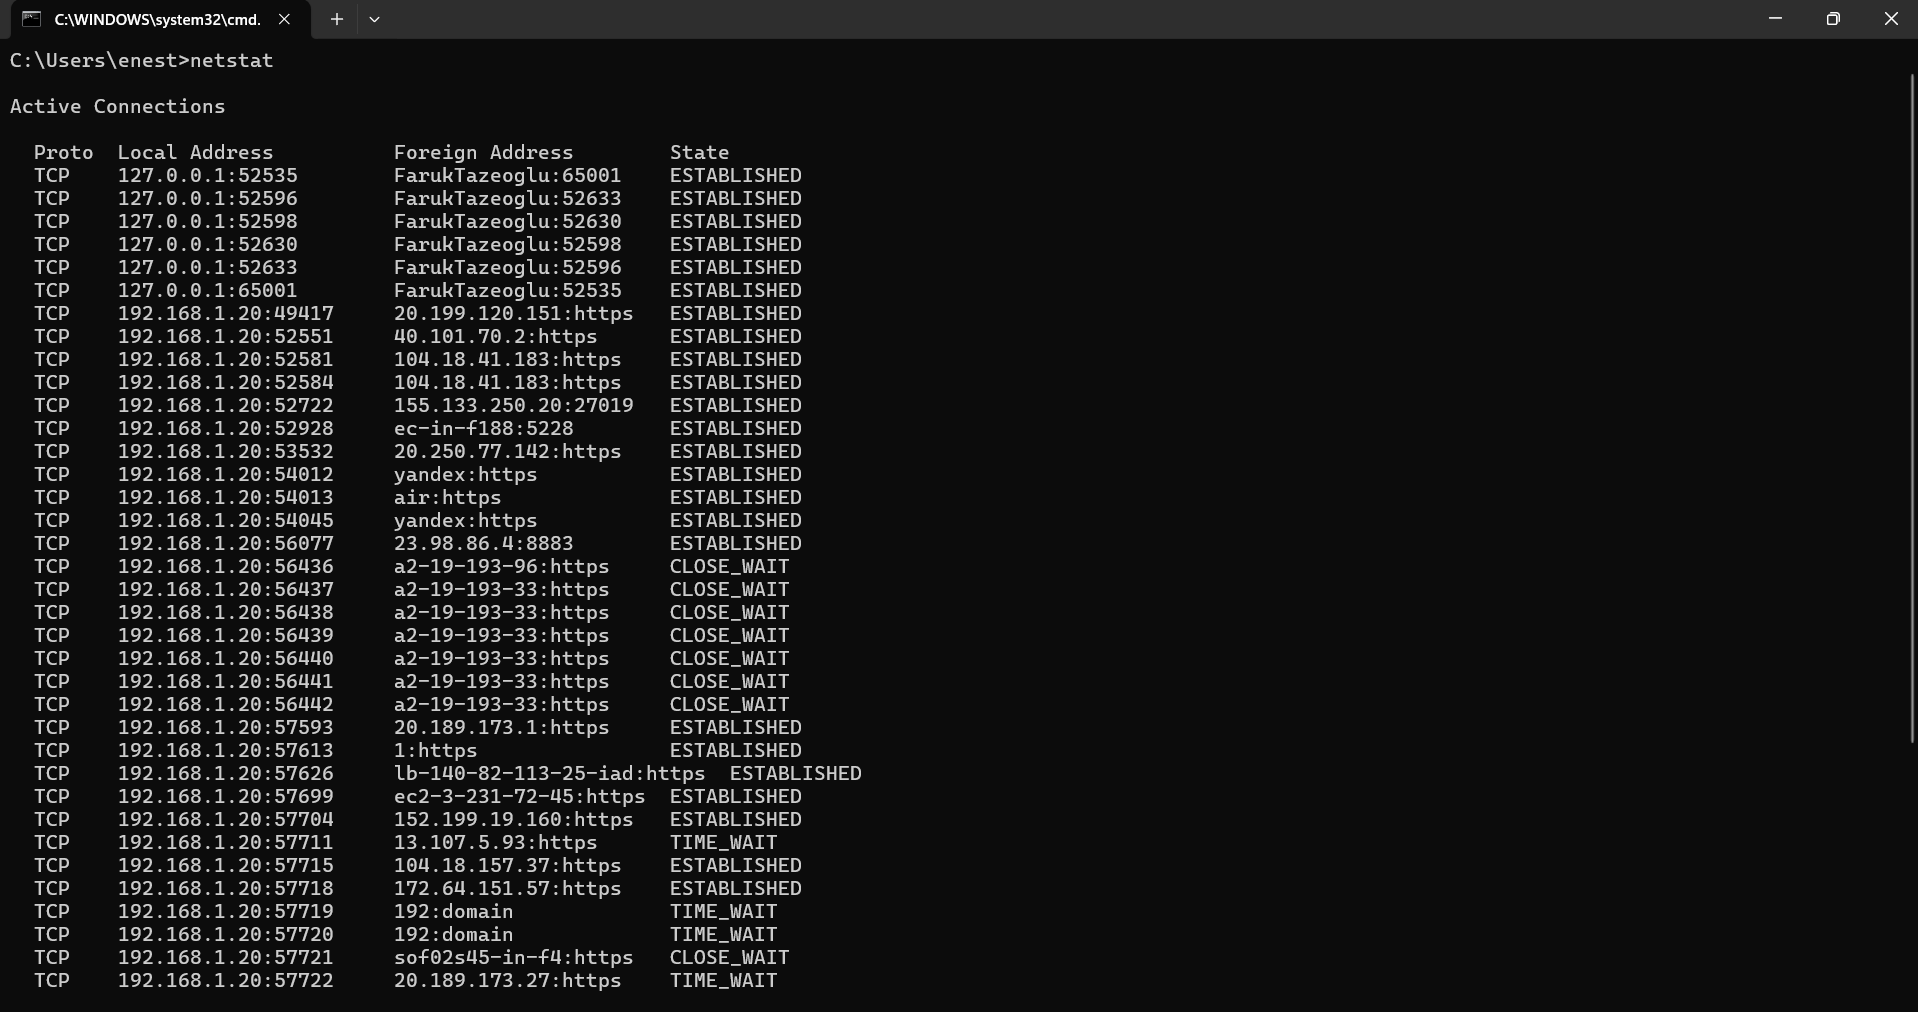 C:\WINDOWS\system32\cmd.
C:\Users\enest>netstat
Active Connections
Proto  Local Address          Foreign Address        State
TCP    127.0.0.1:52535        FarukTazeoglu:65001    ESTABLISHED
TCP    127.0.0.1:52596        FarukTazeoglu:52633    ESTABLISHED
TCP    127.0.0.1:52598        FarukTazeoglu:52630    ESTABLISHED
TCP    127.0.0.1:52630        FarukTazeoglu:52598    ESTABLISHED
TCP    127.0.0.1:52633        FarukTazeoglu:52596    ESTABLISHED
TCP    127.0.0.1:65001        FarukTazeoglu:52535    ESTABLISHED
TCP    192.168.1.20:49417     20.199.120.151:https   ESTABLISHED
TCP    192.168.1.20:52551     40.101.70.2:https      ESTABLISHED
TCP    192.168.1.20:52581     104.18.41.183:https    ESTABLISHED
TCP    192.168.1.20:52584     104.18.41.183:https    ESTABLISHED
TCP    192.168.1.20:52722     155.133.250.20:27019   ESTABLISHED
TCP    192.168.1.20:52928     ec-in-f188:5228        ESTABLISHED
TCP    192.168.1.20:53532     20.250.77.142:https    ESTABLISHED
TCP    192.168.1.20:54012     yandex:https           ESTABLISHED
TCP    192.168.1.20:54013     air:https              ESTABLISHED
TCP    192.168.1.20:54045     yandex:https           ESTABLISHED
TCP    192.168.1.20:56077     23.98.86.4:8883        ESTABLISHED
TCP    192.168.1.20:56436     a2-19-193-96:https     CLOSE_WAIT
TCP    192.168.1.20:56437     a2-19-193-33:https     CLOSE_WAIT
TCP    192.168.1.20:56438     a2-19-193-33:https     CLOSE_WAIT
TCP    192.168.1.20:56439     a2-19-193-33:https     CLOSE_WAIT
TCP    192.168.1.20:56440     a2-19-193-33:https     CLOSE_WAIT
TCP    192.168.1.20:56441     a2-19-193-33:https     CLOSE_WAIT
TCP    192.168.1.20:56442     a2-19-193-33:https     CLOSE_WAIT
TCP    192.168.1.20:57593     20.189.173.1:https     ESTABLISHED
TCP    192.168.1.20:57613     1:https                ESTABLISHED
TCP    192.168.1.20:57626     lb-140-82-113-25-iad:https  ESTABLISHED
TCP    192.168.1.20:57699     ec2-3-231-72-45:https  ESTABLISHED
TCP    192.168.1.20:57704     152.199.19.160:https   ESTABLISHED
TCP    192.168.1.20:57711     13.107.5.93:https      TIME_WAIT
TCP    192.168.1.20:57715     104.18.157.37:https    ESTABLISHED
TCP    192.168.1.20:57718     172.64.151.57:https    ESTABLISHED
TCP    192.168.1.20:57719     192:domain             TIME_WAIT
TCP    192.168.1.20:57720     192:domain             TIME_WAIT
TCP    192.168.1.20:57721     sof02s45-in-f4:https   CLOSE_WAIT
TCP    192.168.1.20:57722     20.189.173.27:https    TIME_WAIT